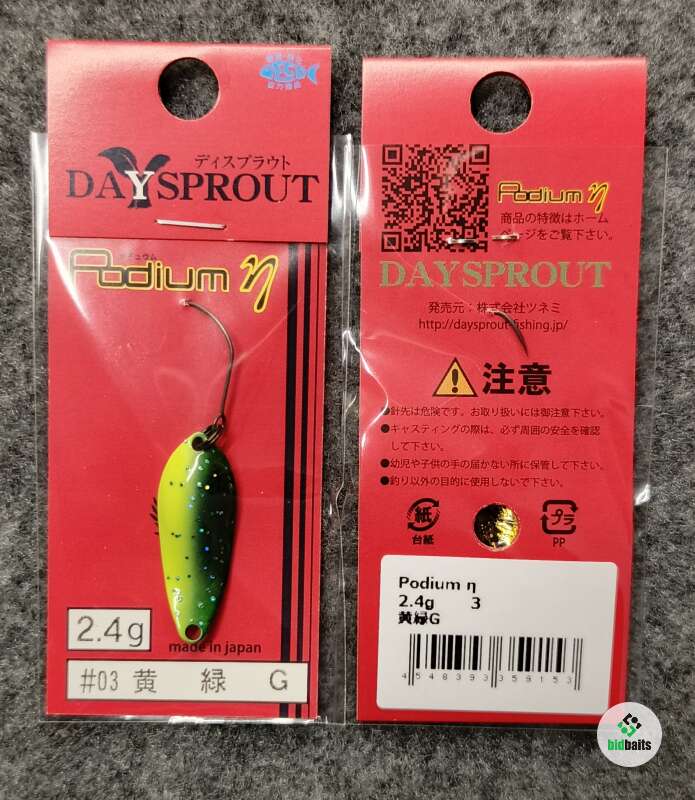 ディスプラウト
DAYSPROUT
Podium η
2.4g
made in japan
#03 黄 緑 G
Podium η
商品の特徴はホーム
ページをご覧下さい。
DAYSPROUT
発売元：株式会社ツネミ
http://daysprout-fishing.jp/
注意
●針先は危険です。お取り扱いには御注意下さい。
●キャスティングの際は、必ず周囲の安全を確認
して下さい。
●幼児や子供の手の届かない所に保管して下さい。
●釣り以外の目的に使用しないで下さい。
紙
台紙
プラ
PP
Podium η
2.4g 3
黄緑G
4548393359153
bidbaits